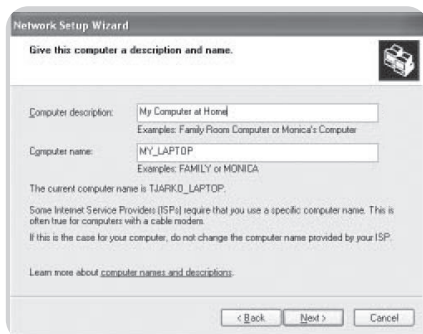 Network Setup Wizard
Give this computer a description and name.
Computer description: My Computer at Home
Examples: Family Room Computer or Monica's Computer
Computer name: MY_LAPTOP
Examples: FAMILY or MONICA
The current computer name is TJARKO_LAPTOP.
Some Internet Service Providers (ISPs) require that you use a specific computer name. This is
often true for computers with a cable modem.
If this is the case for your computer, do not change the computer name provided by your ISP.
Learn more about computer names and descriptions.
< Back Next > Cancel